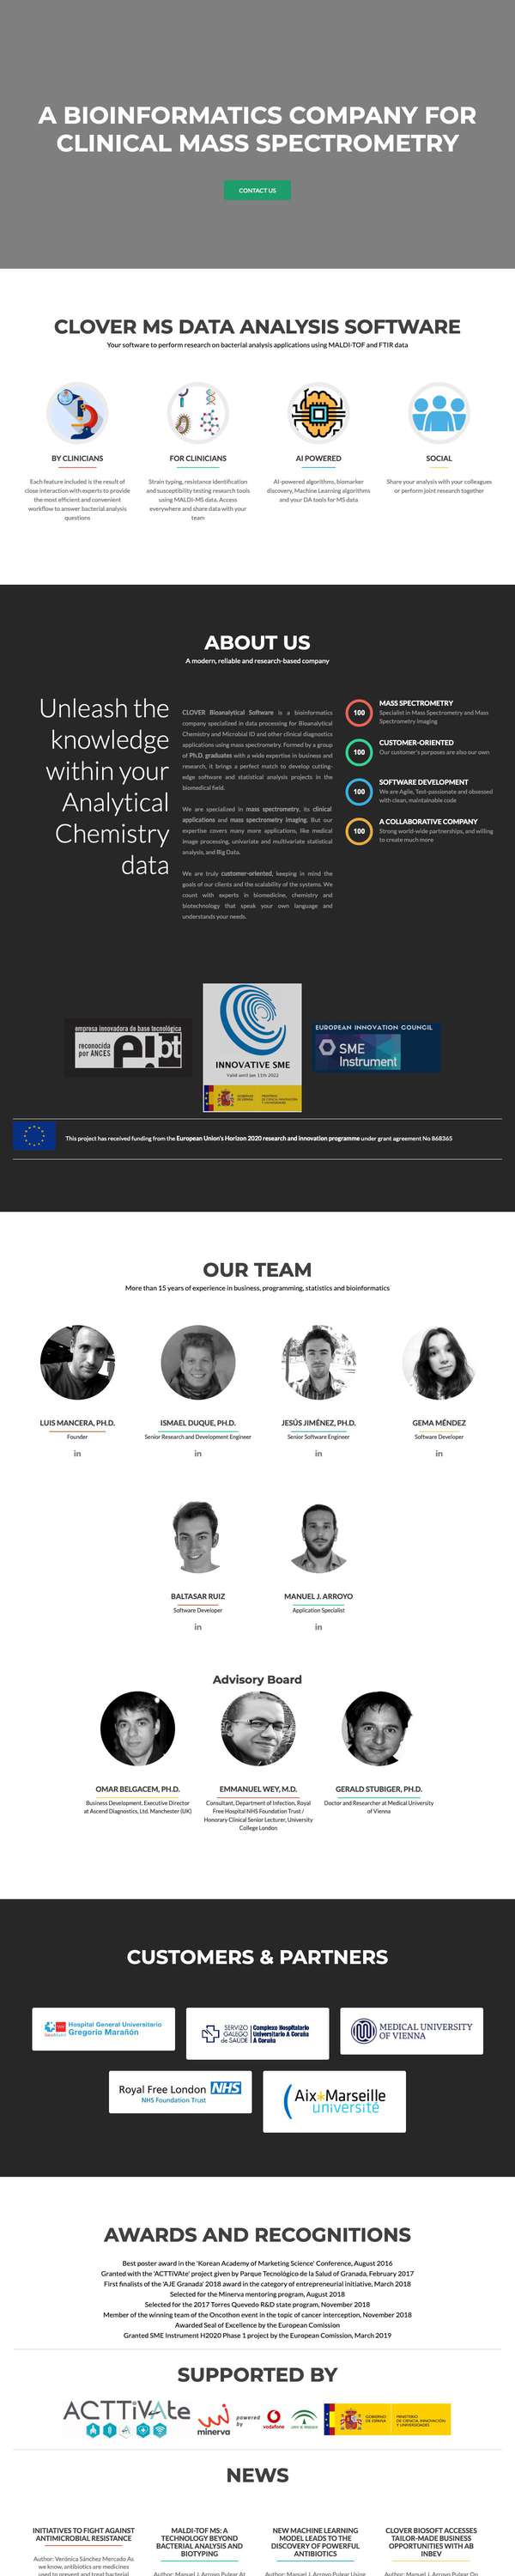 A BIOINFORMATICS COMPANY FOR
CLINICAL MASS SPECTROMETRY
CONTACT US
CLOVER MS DATA ANALYSIS SOFTWARE
Your software to perform research on bacterial analysis applications using MALDI-TOF and FTIR data
BY CLINICIANS
Each feature included is the result of
close interaction with experts to provide
the most efficient and convenient
workflow to answer bacterial analysis
questions
FOR CLINICIANS
Strain typing, resistance identification
and susceptibility testing research tools
using MALDI-MS data. Access
everywhere and share data with your
team
AI POWERED
AI-powered algorithms, biomarker
discovery, Machine Learning algorithms
and your DA tools for MS data
SOCIAL
Share your analysis with your colleagues
or perform joint research together
ABOUT US
A modern, reliable and research-based company
Unleash the
knowledge
within your
Analytical
Chemistry
data
CLOVER Bioanalytical Software is a bioinformatics
company specialized in data processing for Bioanalytical
Chemistry and Microbial ID and other clinical diagnostics
applications using mass spectrometry. Formed by a group
of Ph.D. graduates with a wide expertise in business and
research, it brings a perfect match to develop cutting-
edge software and statistical analysis projects in the
biomedical field.
We are specialized in mass spectrometry, its clinical
applications and mass spectrometry imaging. But our
expertise covers many more applications, like medical
image processing, univariate and multivariate statistical
analysis, and Big Data.
We are truly customer-oriented, keeping in mind the
goals of our clients and the scalability of the systems. We
count with experts in biomedicine, chemistry and
biotechnology that speak your own language and
understands your needs.
100
MASS SPECTROMETRY
Specialist in Mass Spectrometry and Mass
Spectrometry Imaging
100
CUSTOMER-ORIENTED
Our customer's purposes are also our own
100
SOFTWARE DEVELOPMENT
We are Agile, Test-passionate and obsessed
with clean, maintainable code
100
A COLLABORATIVE COMPANY
Strong world-wide partnerships, and willing
to create much more
empresa innovadora de base tecnológica
reconocida
por ANCES
eibt
INNOVATIVE SME
Valid until Jan 11th 2022
EUROPEAN INNOVATION COUNCIL
SME
Instrument
This project has received funding from the European Union's Horizon 2020 research and innovation programme under grant agreement No 868365
OUR TEAM
More than 15 years of experience in business, programming, statistics and bioinformatics
LUIS MANCERA, PH.D.
Founder
in
ISMAEL DUQUE, PH.D.
Senior Research and Development Engineer
in
JESÚS JIMÉNEZ, PH.D.
Senior Software Engineer
in
GEMA MÉNDEZ
Software Developer
in
BALTASAR RUIZ
Software Developer
in
MANUEL J. ARROYO
Application Specialist
in
Advisory Board
OMAR BELGACEM, PH.D.
Business Development, Executive Director
at Ascend Diagnostics, Ltd. Manchester (UK)
EMMANUEL WEY, M.D.
Consultant, Department of Infection, Royal
Free Hospital NHS Foundation Trust /
Honorary Clinical Senior Lecturer, University
College London
GERALD STUBIGER, PH.D.
Doctor and Researcher at Medical University
of Vienna
CUSTOMERS & PARTNERS
Hospital General Universitario
Gregorio Marañón
SERVIZO
GALEGO
de SAÚDE
Complexo Hospitalario
Universitario A Coruña
A Coruña
MEDICAL UNIVERSITY
OF VIENNA
Royal Free London NHS
NHS Foundation Trust
Aix*Marseille
université
AWARDS AND RECOGNITIONS
Best poster award in the 'Korean Academy of Marketing Science' Conference, August 2016
Granted with the 'ACTTiVAte' project given by Parque Tecnológico de la Salud of Granada, February 2017
First finalists of the 'AJE Granada' 2018 award in the category of entrepreneurial initiative, March 2018
Selected for the Minerva mentoring program, August 2018
Selected for the 2017 Torres Quevedo R&D state program, November 2018
Member of the winning team of the Oncothon event in the topic of cancer interception, November 2018
Awarded Seal of Excellence by the European Comission
Granted SME Instrument H2020 Phase 1 project by the European Comission, March 2019
SUPPORTED BY
ACTTiVAte
minerva
powered
by
vodafone
GOBIERNO
DE ESPAÑA
MINISTERIO
DE CIENCIA, INNOVACIÓN
Y UNIVERSIDADES
NEWS
INITIATIVES TO FIGHT AGAINST
ANTIMICROBIAL RESISTANCE
Author: Verónica Sánchez Mercado As
we know, antibiotics are medicines
used to prevent and treat bacterial
MALDI-TOF MS: A
TECHNOLOGY BEYOND
BACTERIAL ANALYSIS AND
BIOTYPING
Author: Manuel J. Arroyo Pulgar At
NEW MACHINE LEARNING
MODEL LEADS TO THE
DISCOVERY OF POWERFUL
ANTIBIOTICS
Author: Manuel J. Arroyo Pulgar Using
CLOVER BIOSOFT ACCESSES
TAILOR-MADE BUSINESS
OPPORTUNITIES WITH AB
INBEV
Author: Manuel J. Arroyo Pulgar On